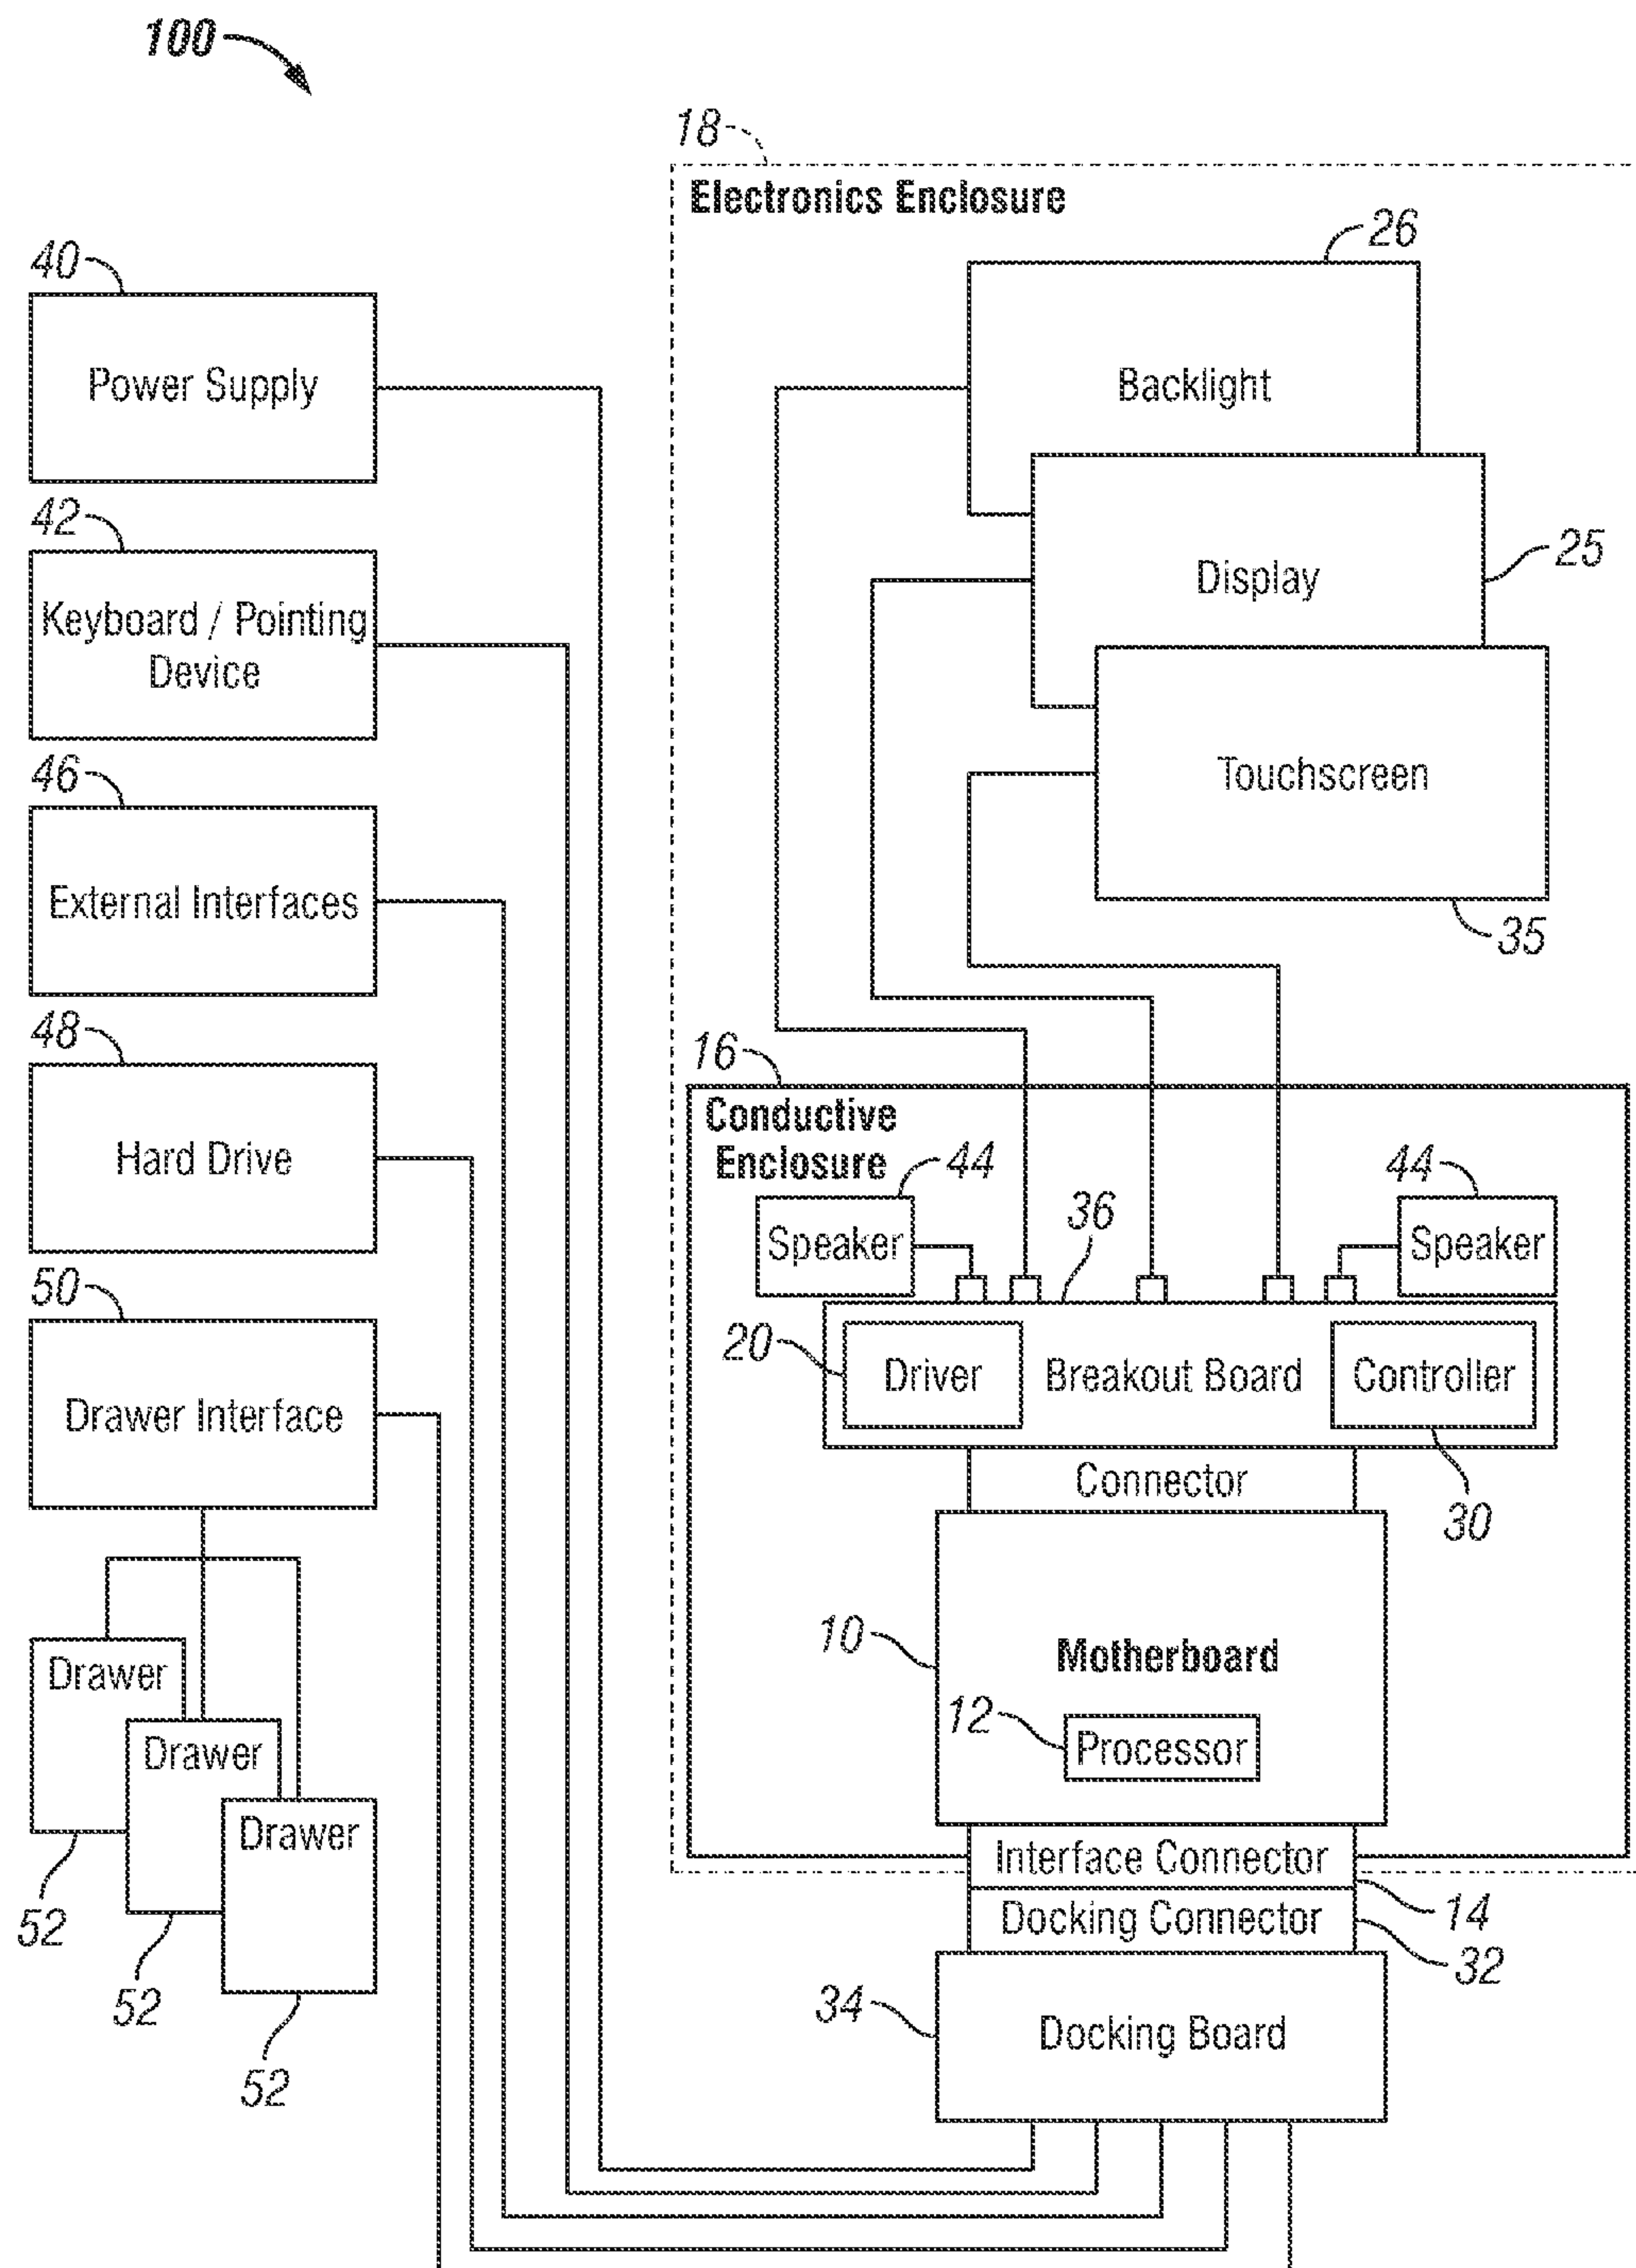 100
18
Electronics Enclosure
26
Backlight
25
Display
Touchscreen
35
40
Power Supply
42
Keyboard / Pointing
Device
46
External Interfaces
48
Hard Drive
50
Drawer Interface
Drawer
Drawer
Drawer
52
52
52
16
Conductive
Enclosure
44
Speaker
36
44
Speaker
20
Driver
Breakout Board
Controller
30
Connector
10
Motherboard
12
Processor
Interface Connector
14
Docking Connector
32
34
Docking Board